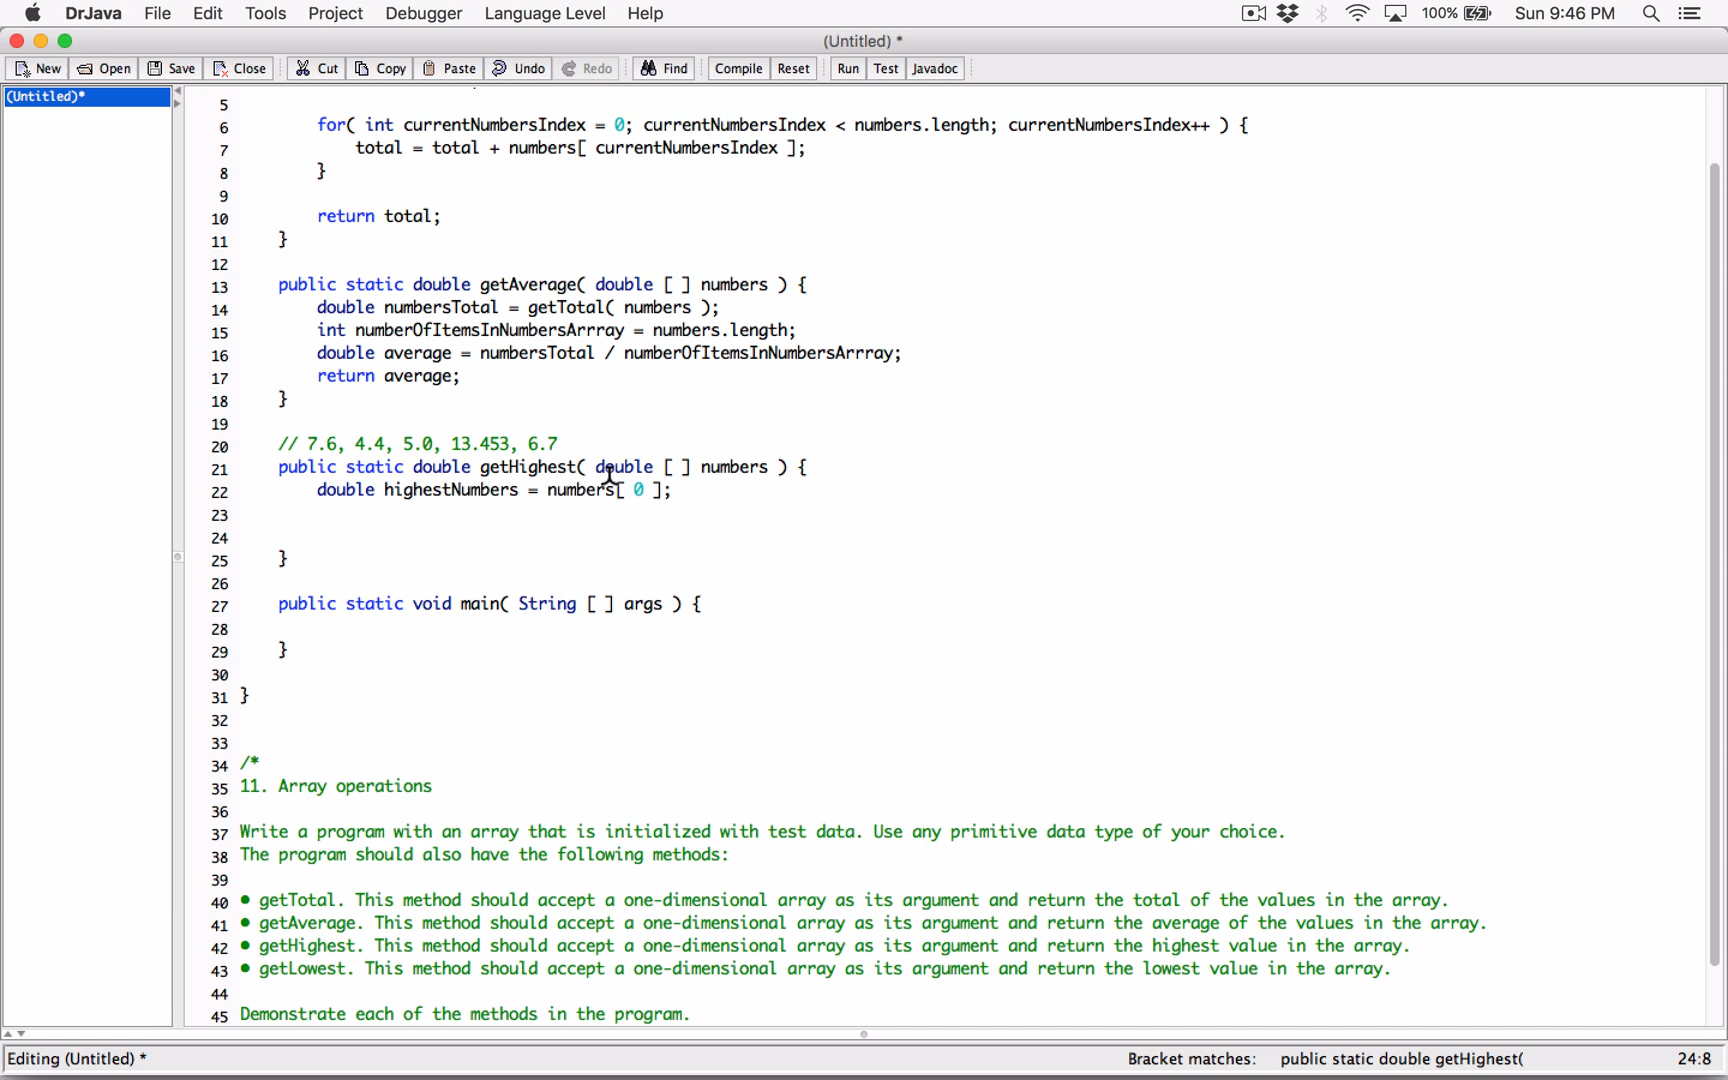 DrJava File Edit Tools Project Debugger Language Level Help 100% Sun 9:46 PM
(Untitled) *
New Open Save Close Cut Copy Paste Undo Redo Find Compile Reset Run Test Javadoc
(Untitled)*
5
6 for( int currentNumbersIndex = 0; currentNumbersIndex < numbers.length; currentNumbersIndex++ ) {
7 total = total + numbers[ currentNumbersIndex ];
8 }
9
10 return total;
11 }
12
13 public static double getAverage( double [ ] numbers ) {
14 double numbersTotal = getTotal( numbers );
15 int numberOfItemsInNumbersArrray = numbers.length;
16 double average = numbersTotal / numberOfItemsInNumbersArrray;
17 return average;
18 }
19
20 // 7.6, 4.4, 5.0, 13.453, 6.7
21 public static double getHighest( double [ ] numbers ) {
22 double highestNumbers = numbers[ 0 ];
23
24
25 }
26
27 public static void main( String [ ] args ) {
28
29 }
30
31 }
32
33
34 /*
35 11. Array operations
36
37 Write a program with an array that is initialized with test data. Use any primitive data type of your choice.
38 The program should also have the following methods:
39
40 • getTotal. This method should accept a one-dimensional array as its argument and return the total of the values in the array.
41 • getAverage. This method should accept a one-dimensional array as its argument and return the average of the values in the array.
42 • getHighest. This method should accept a one-dimensional array as its argument and return the highest value in the array.
43 • getLowest. This method should accept a one-dimensional array as its argument and return the lowest value in the array.
44
45 Demonstrate each of the methods in the program.
Editing (Untitled) * Bracket matches: public static double getHighest( 24:8